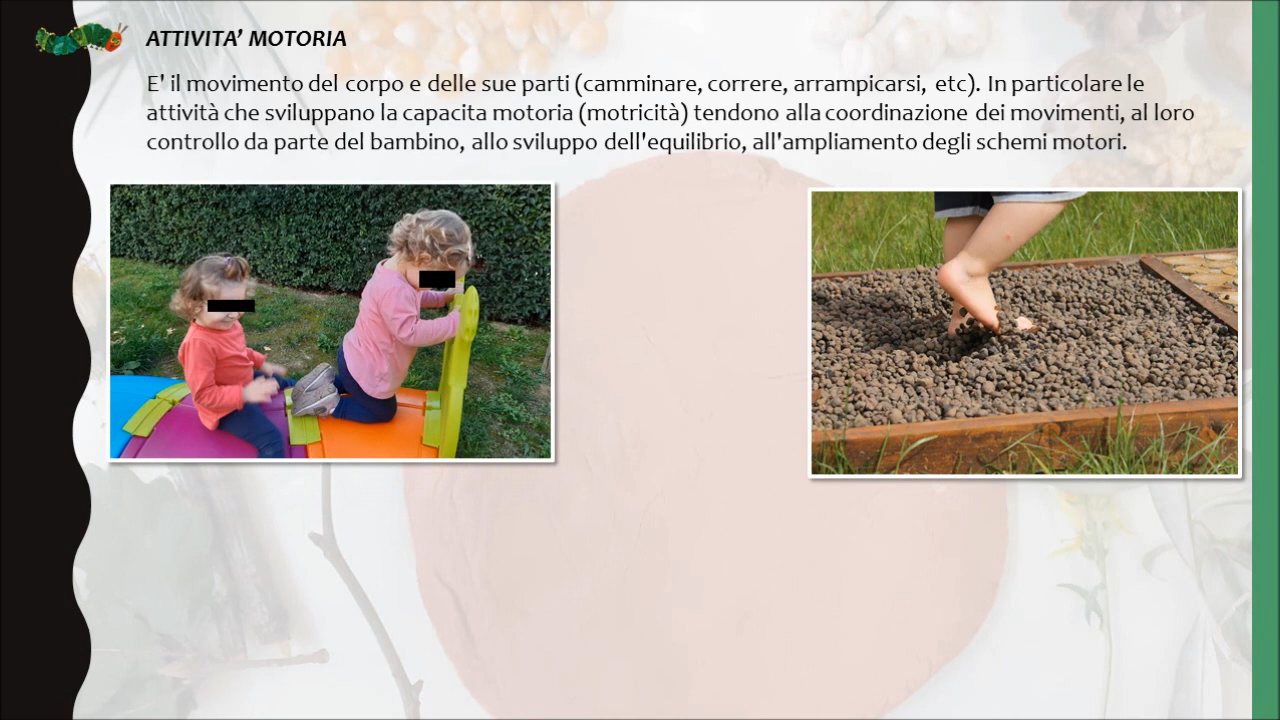 ATTIVITA’ MOTORIA
E' il movimento del corpo e delle sue parti (camminare, correre, arrampicarsi, etc). In particolare le
attività che sviluppano la capacita motoria (motricità) tendono alla coordinazione dei movimenti, al loro
controllo da parte del bambino, allo sviluppo dell'equilibrio, all'ampliamento degli schemi motori.